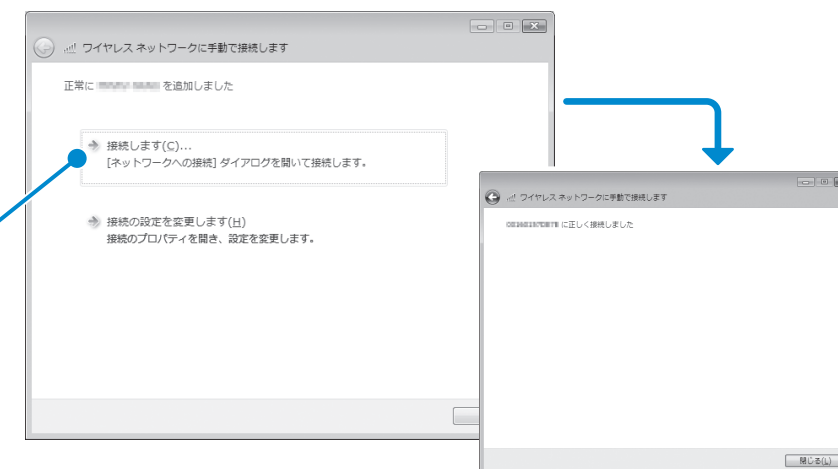 ワイヤレス ネットワークに手動で接続します
正常に を追加しました
接続します(C)...
[ネットワークへの接続] ダイアログを開いて接続します。
接続の設定を変更します(H)
接続のプロパティを開き、設定を変更します。
ワイヤレス ネットワークに手動で接続します
に正しく接続しました
閉じる(L)